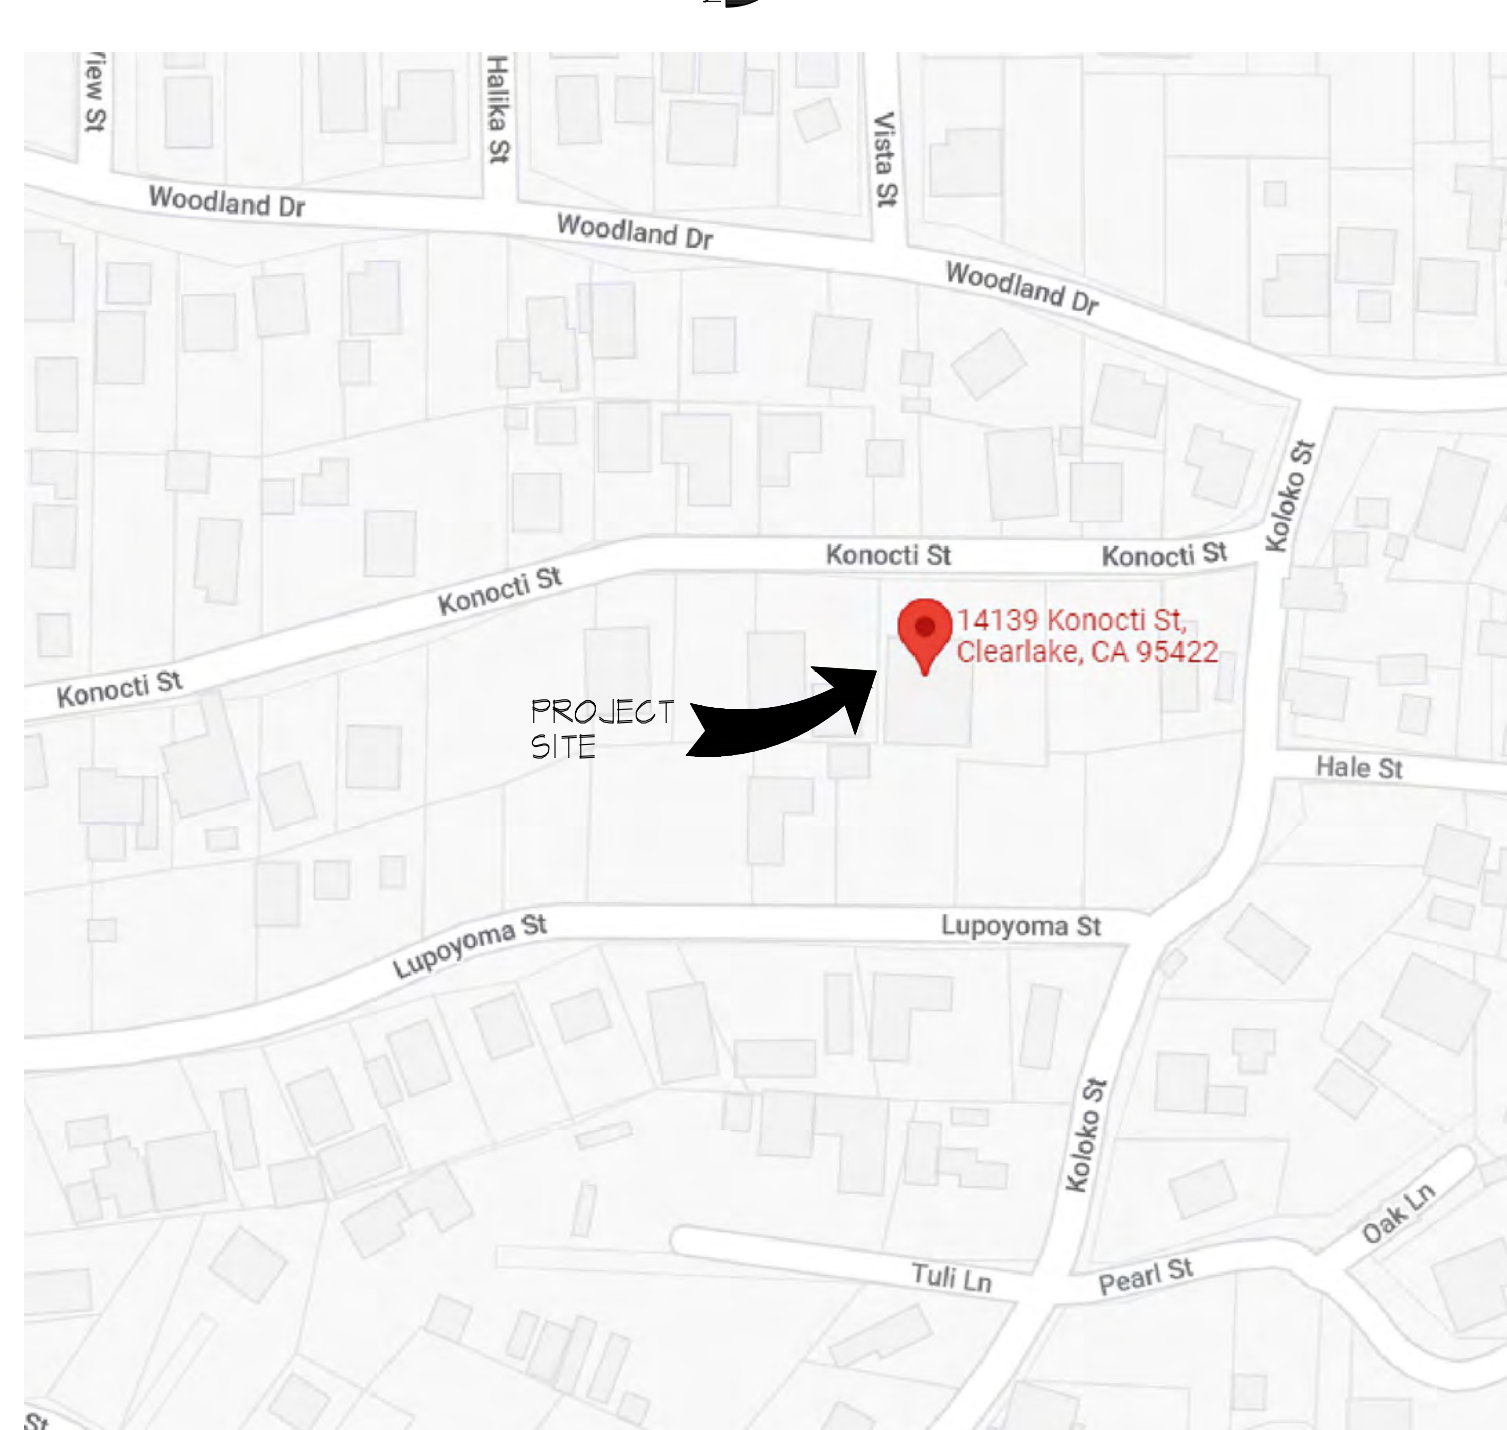 View St
Halika St
Vista St
Woodland Dr
Woodland Dr
Woodland Dr
Koloko St
Konocti St
Konocti St
Konocti St
Konocti St
14139 Konocti St,
Clearlake, CA 95422
PROJECT
SITE
Hale St
Lupoyoma St
Lupoyoma St
Koloko St
Oak Ln
Tuli Ln
Pearl St
St